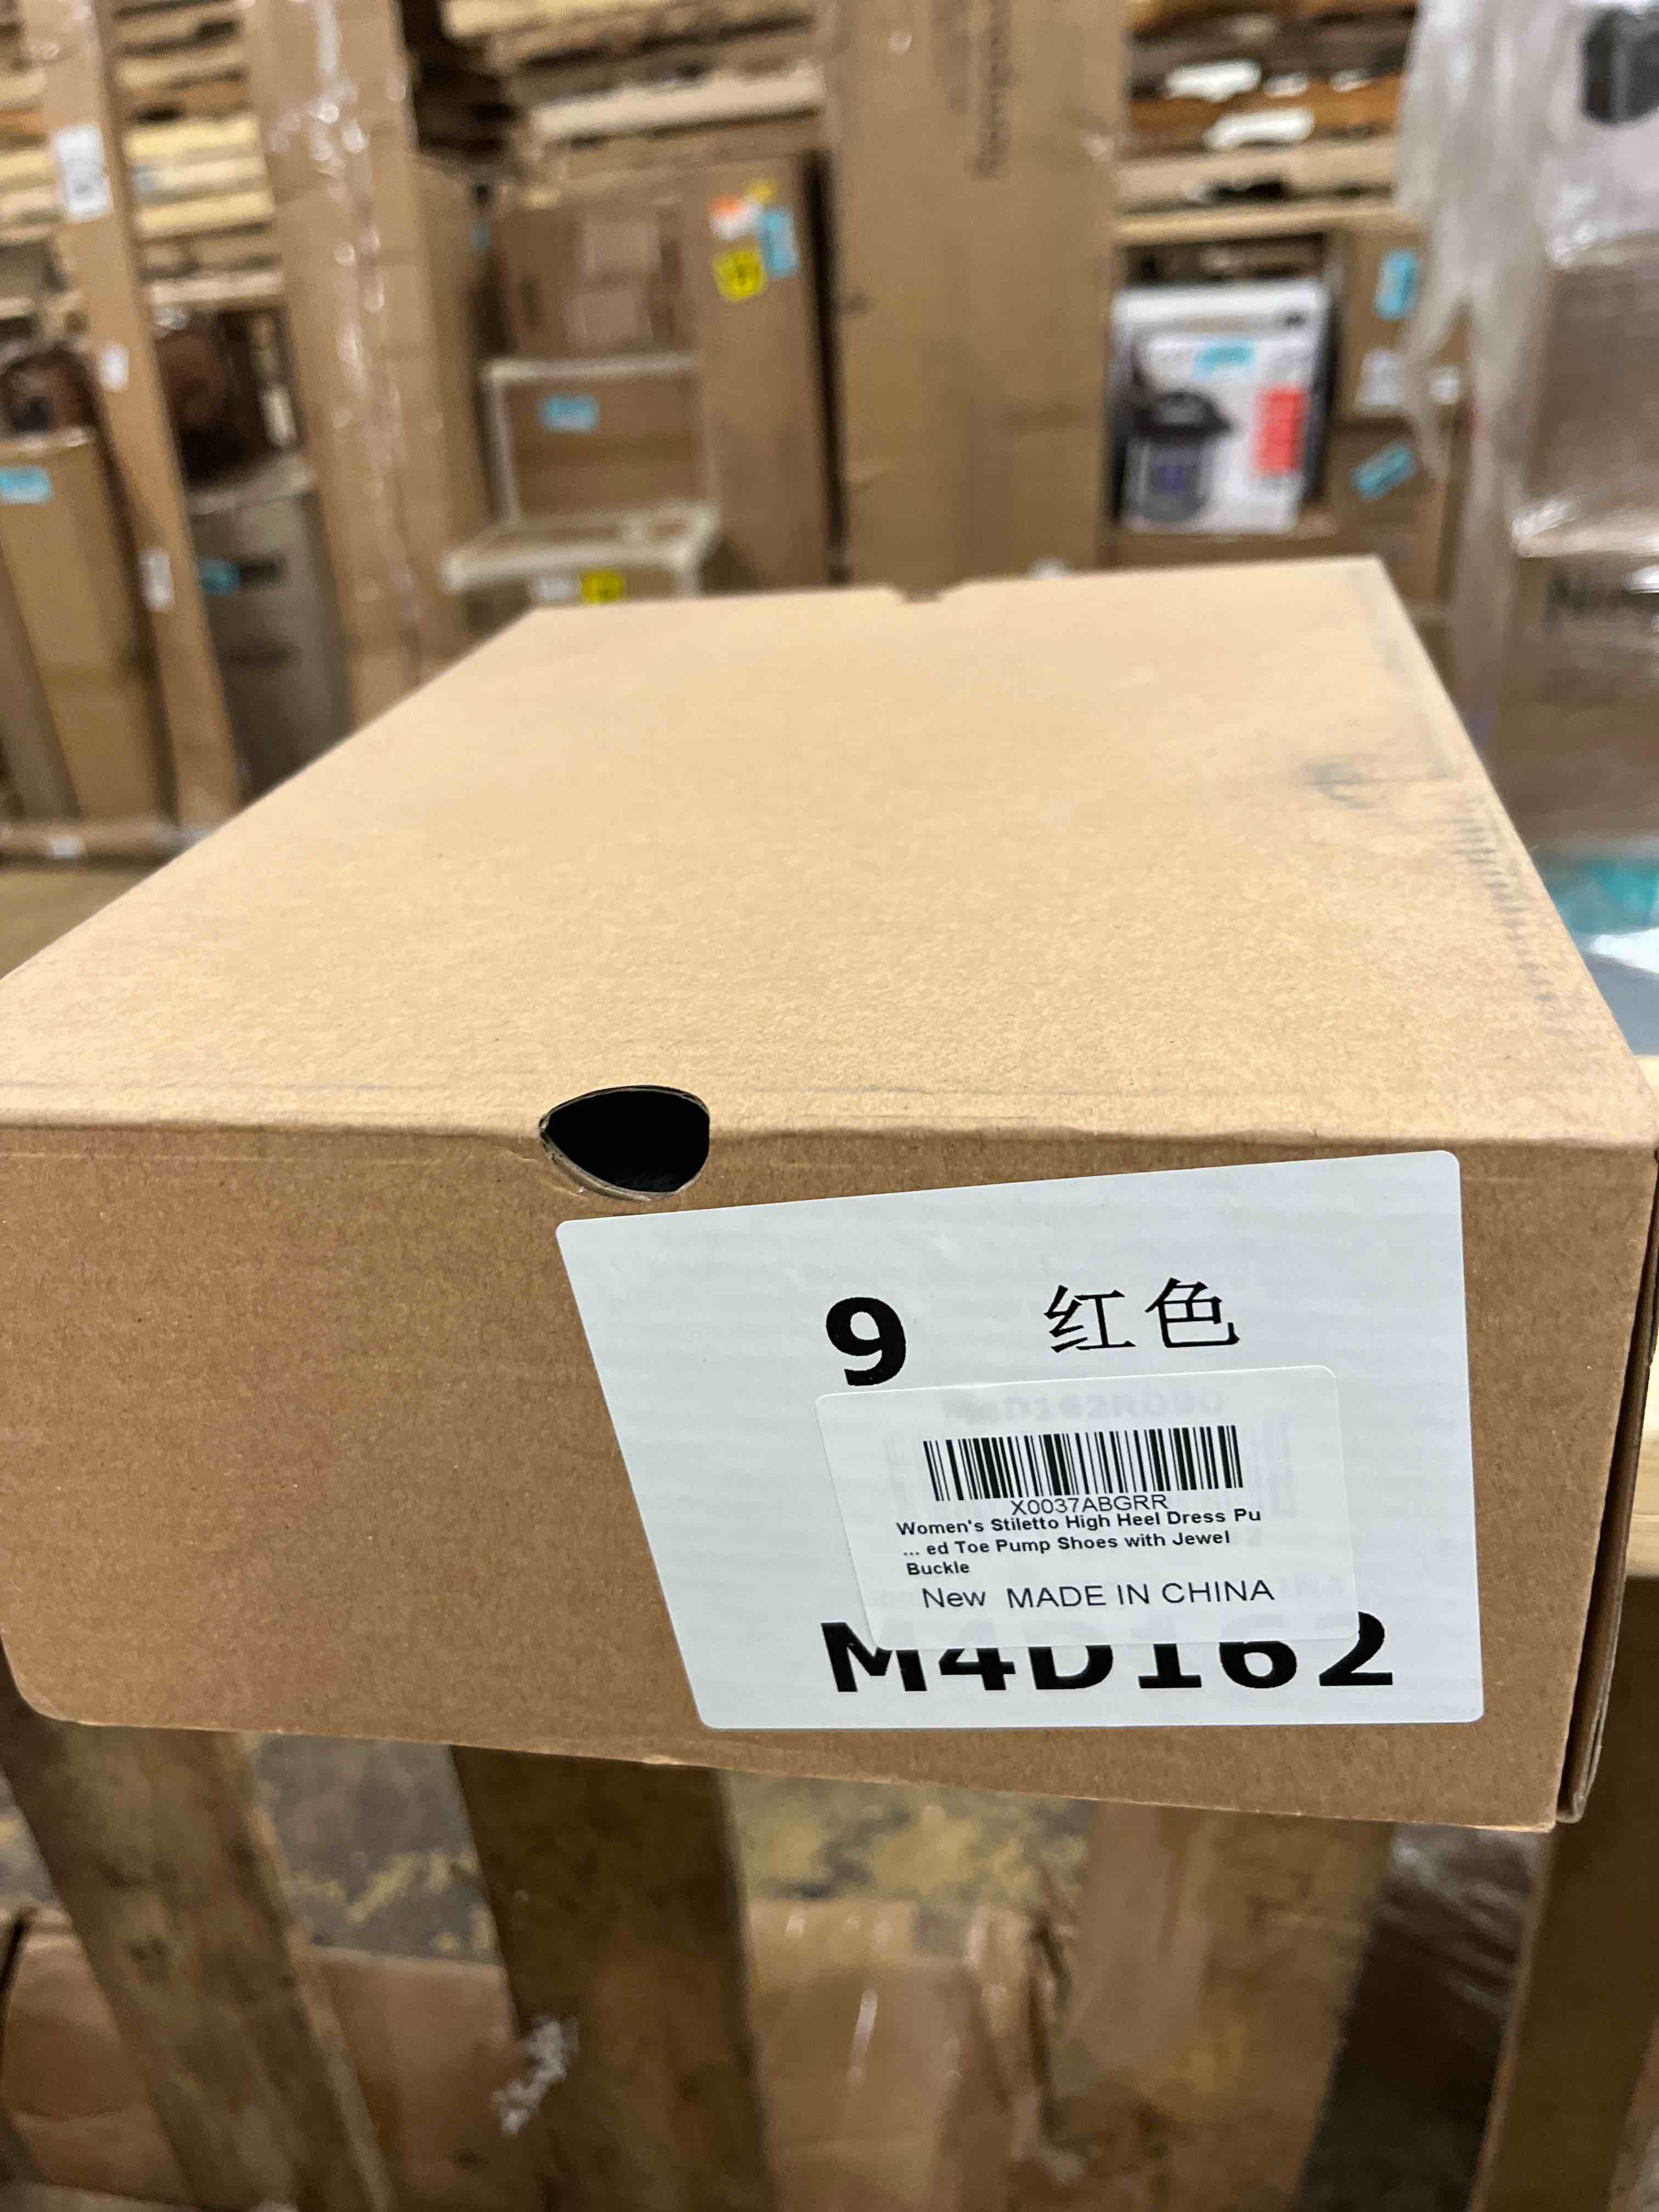 9 红色
X0037ABGRR
Women's Stiletto High Heel Dress Pu
... ed Toe Pump Shoes with Jewel
Buckle
New MADE IN CHINA
M4D162